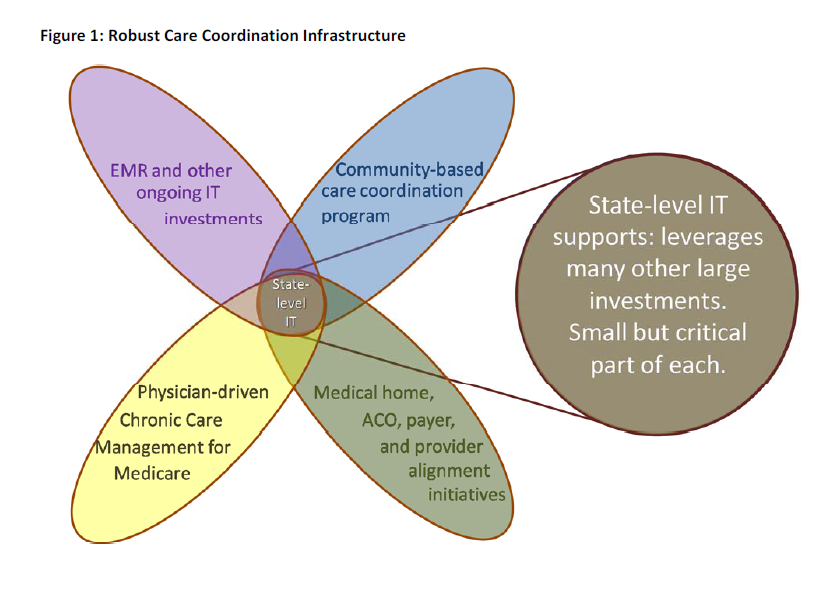 Figure 1: Robust Care Coordination Infrastructure
EMR and other
ongoing IT
investments
Community-based
care coordination
program
State-
level
IT
Physician-driven
Chronic Care
Management for
Medicare
Medical home,
ACO, payer,
and provider
alignment
initiatives
State-level IT
supports: leverages
many other large
investments.
Small but critical
part of each.